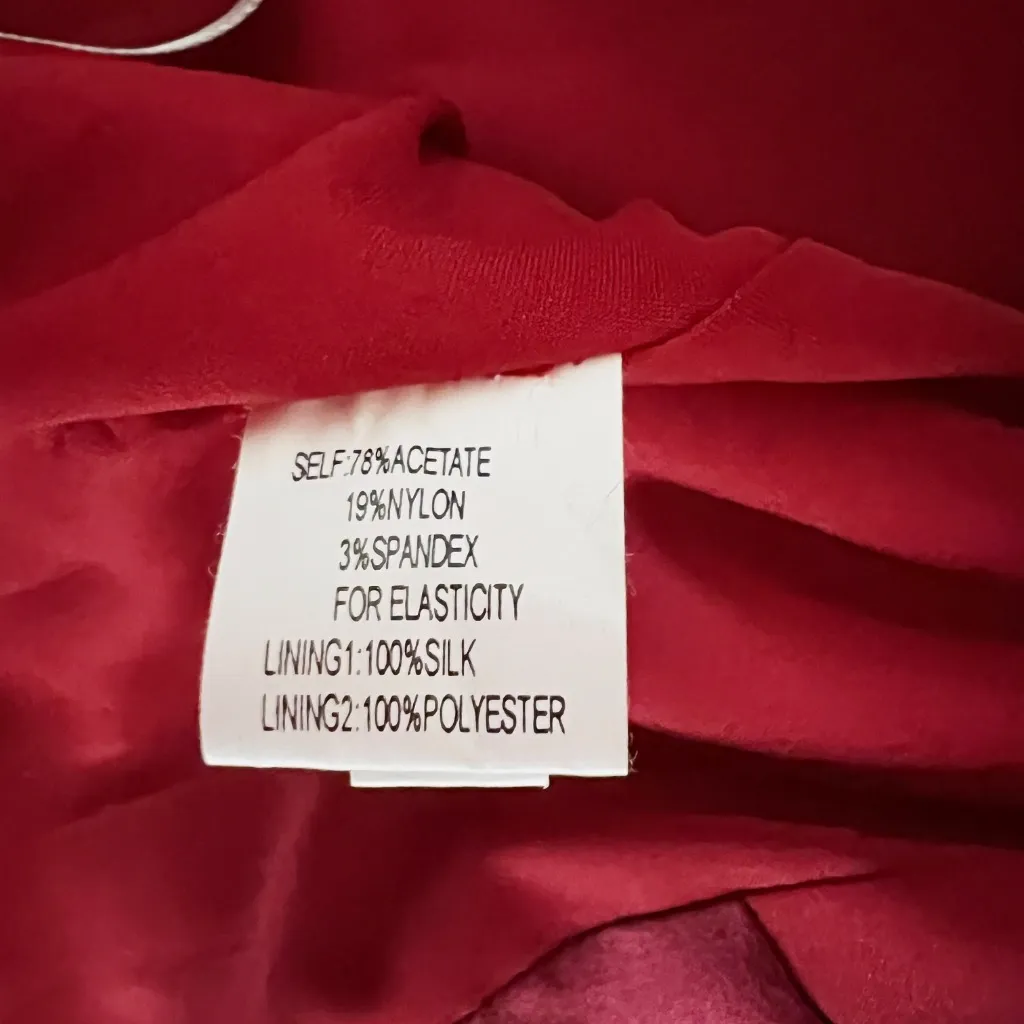 SELF:78%ACETATE
19%NYLON
3%SPANDEX
FOR ELASTICITY
LINING1:100%SILK
LINING2:100%POLYESTER